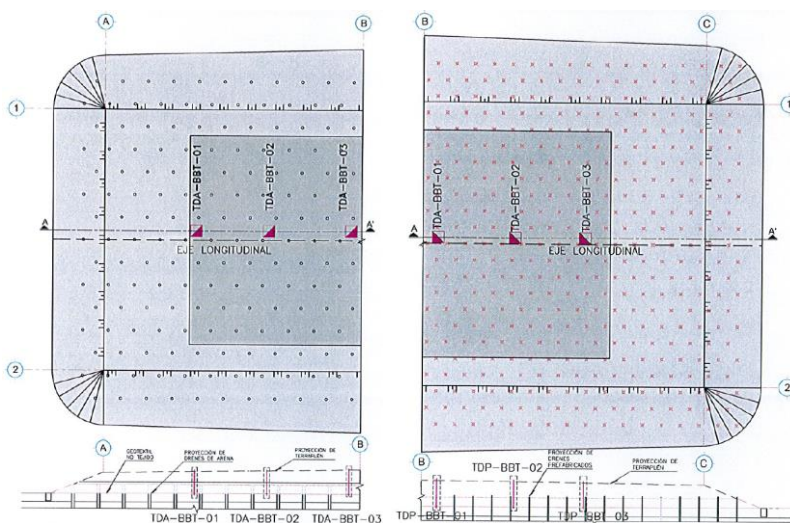 A
B
1
TDA-BBT-01
TDA-BBT-02
TDA-BBT-03
A
A'
EJE LONGITUDINAL
2
A
B
GEOTEXTIL
NO TEJIDO
PROYECCIÓN DE
DRENES DE ARENA
PROYECCIÓN DE
TERRAPLÉN
TDA-BBT-01
TDA-BBT-02
TDA-BBT-03
B
C
1
TDA-BBT-01
TDA-BBT-02
TDA-BBT-03
A
A'
EJE LONGITUDINAL
2
B
C
TDP-BBT-02
PROYECCIÓN DE
DRENES
PREFABRICADOS
PROYECCIÓN DE
TERRAPLÉN
TDP-BBT-01
TDP BBT-03